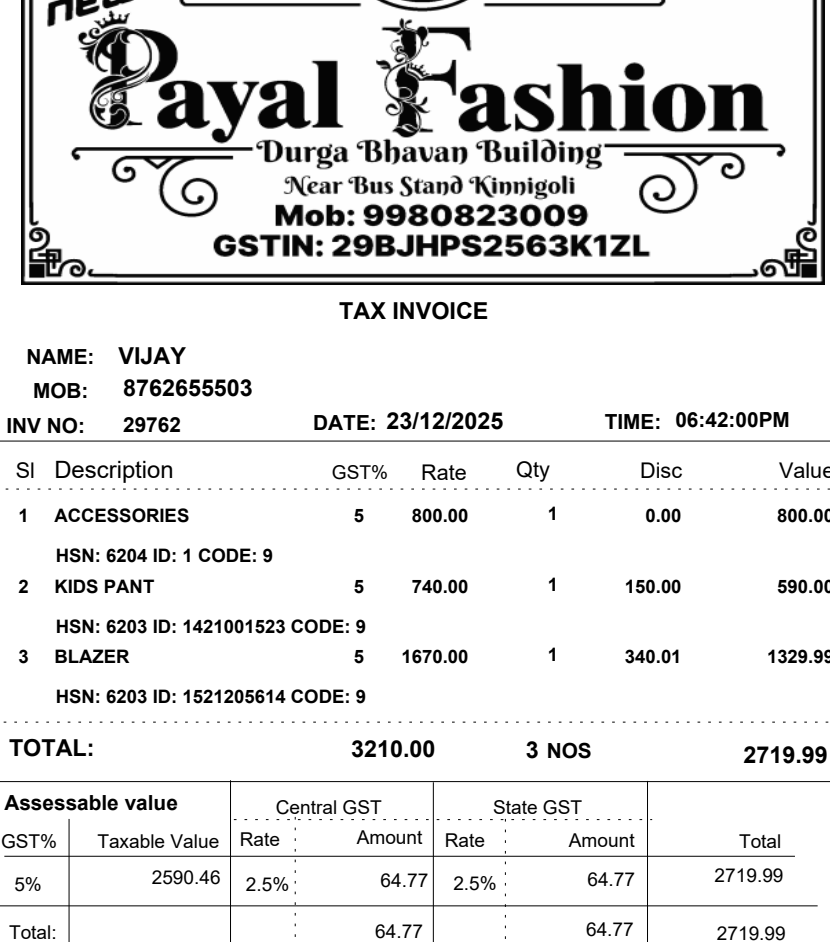 new
Payal Fashion
Durga Bhavan Building
Near Bus Stand Kinnigoli
Mob: 9980823009
GSTIN: 29BJHPS2563K1ZL
TAX INVOICE
NAME: VIJAY
MOB: 8762655503
INV NO: 29762 DATE: 23/12/2025 TIME: 06:42:00PM
Sl Description GST% Rate Qty Disc Value
1 ACCESSORIES 5 800.00 1 0.00 800.00
HSN: 6204 ID: 1 CODE: 9
2 KIDS PANT 5 740.00 1 150.00 590.00
HSN: 6203 ID: 1421001523 CODE: 9
3 BLAZER 5 1670.00 1 340.01 1329.99
HSN: 6203 ID: 1521205614 CODE: 9
TOTAL: 3210.00 3 NOS 2719.99
Assessable value Central GST State GST
GST% Taxable Value Rate Amount Rate Amount Total
5% 2590.46 2.5% 64.77 2.5% 64.77 2719.99
Total: 64.77 64.77 2719.99